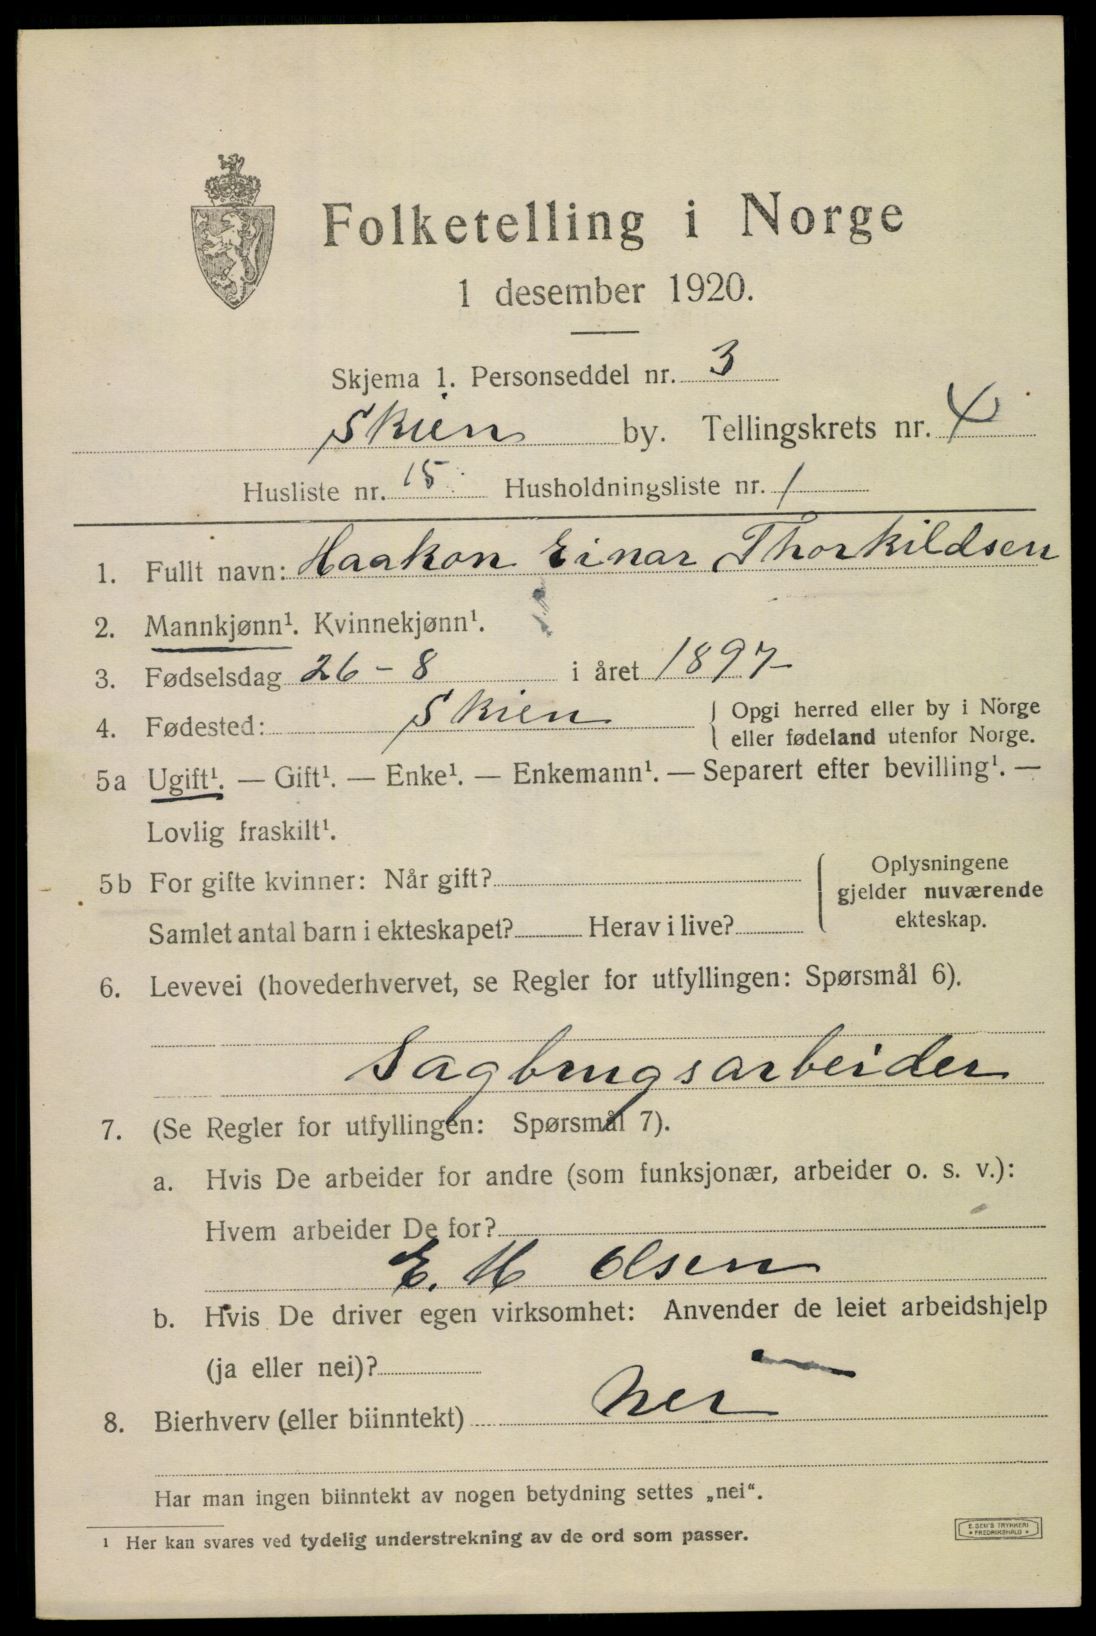 Folketelling i Norge
1 desember 1920.
Skjema 1. Personseddel nr. 3
Skien by. Tellingskrets nr. 4
Husliste nr. 15 Husholdningsliste nr. 1
1. Fullt navn: Haakon Einar Thorkildsen
2. Mannkjønn¹. Kvinnekjønn¹.
3. Fødselsdag 26-8 i året 1897
4. Fødested: Skien { Opgi herred eller by i Norge
eller fødeland utenfor Norge.
5a Ugift¹. — Gift¹. — Enke¹. — Enkemann¹. — Separert efter bevilling¹. —
Lovlig fraskilt¹.
5b For gifte kvinner: Når gift?
Samlet antal barn i ekteskapet? Herav i live?
Oplysningene
gjelder nuværende
ekteskap.
6. Levevei (hovederhvervet, se Regler for utfyllingen: Spørsmål 6).
Sagbrugsarbeider
7. (Se Regler for utfyllingen: Spørsmål 7).
a. Hvis De arbeider for andre (som funksjonær, arbeider o. s. v.):
Hvem arbeider De for?
E. H Olsen
b. Hvis De driver egen virksomhet: Anvender de leiet arbeidshjelp
(ja eller nei)?
8. Bierhverv (eller biinntekt) Nei
Har man ingen biinntekt av nogen betydning settes „nei“.
¹ Her kan svares ved tydelig understrekning av de ord som passer.
E. SEM'S TRYKKERI
• FREDRIKSHALD •